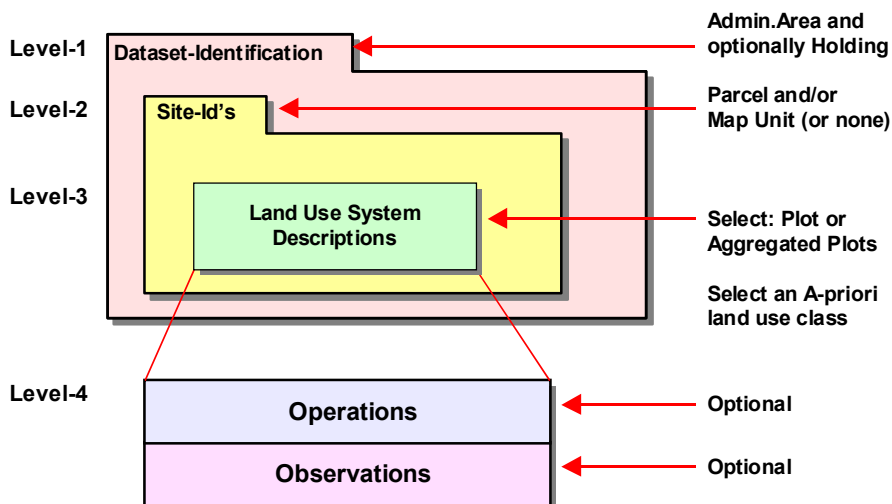 Level-1
Dataset-Identification
Admin.Area and
optionally Holding
Level-2
Site-Id's
Parcel and/or
Map Unit (or none)
Level-3
Land Use System
Descriptions
Select: Plot or
Aggregated Plots
Select an A-priori
land use class
Level-4
Operations
Optional
Observations
Optional